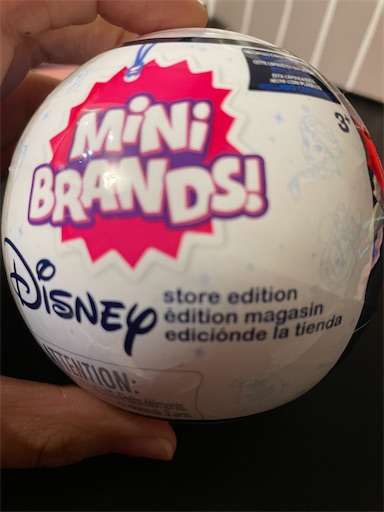 MiNi
BRANDS!
Disney
store edition
édition magasin
ediciónde la tienda
3+
ATTENTION: